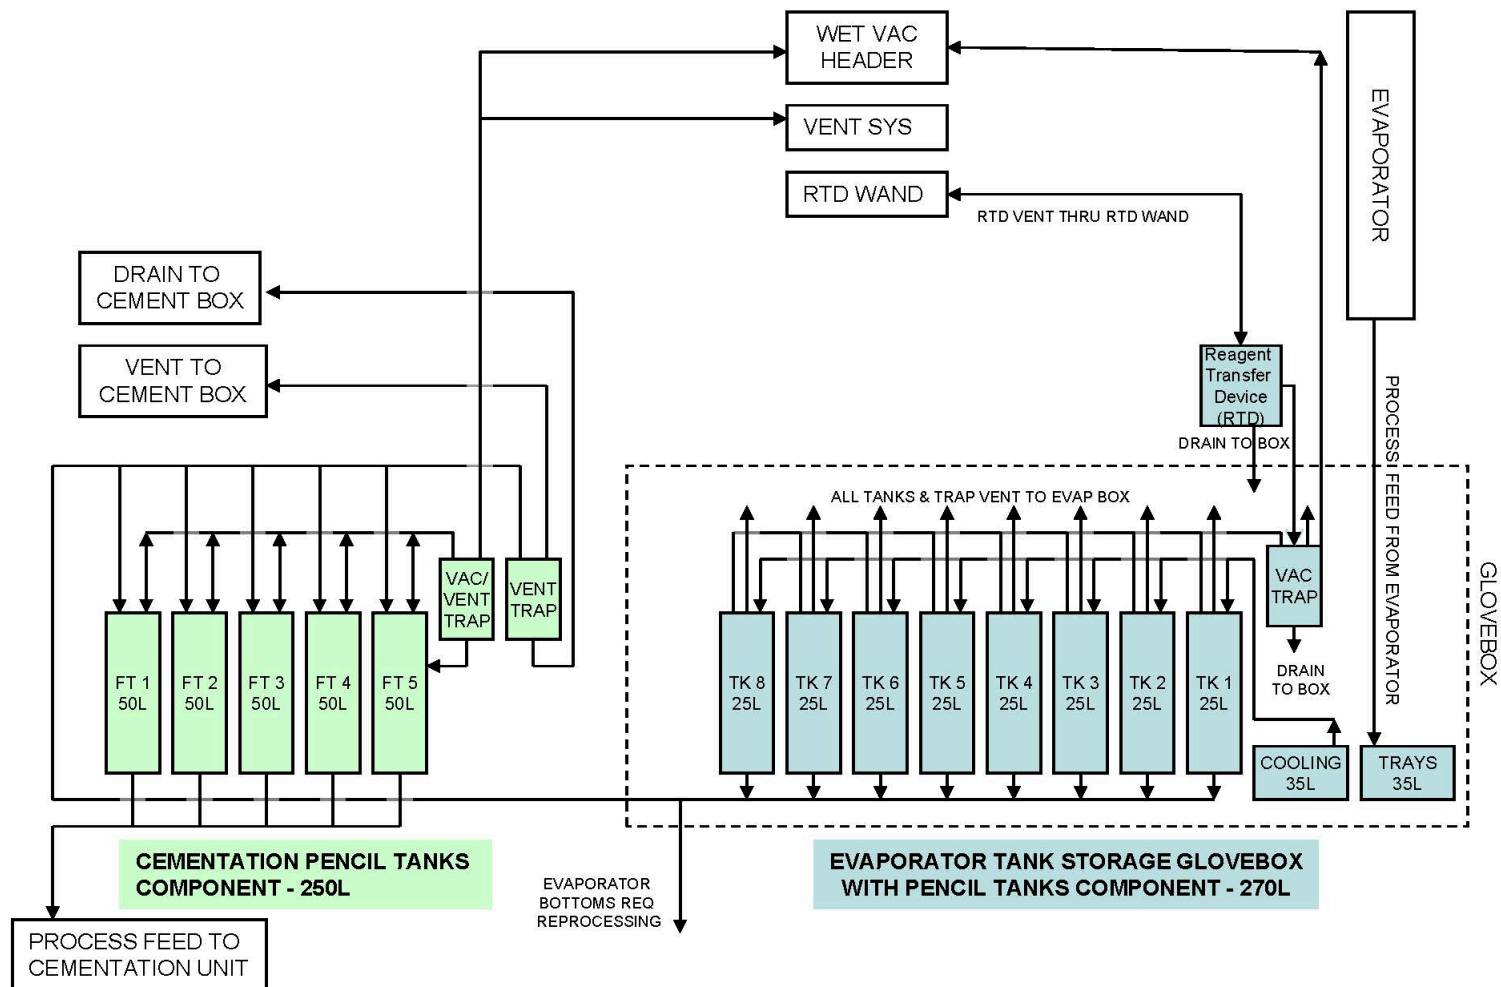 WET VAC
HEADER
VENT SYS
RTD WAND
RTD VENT THRU RTD WAND
EVAPORATOR
DRAIN TO
CEMENT BOX
VENT TO
CEMENT BOX
Reagent
Transfer
Device
(RTD)
DRAIN TO BOX
PROCESS FEED FROM EVAPORATOR
ALL TANKS & TRAP VENT TO EVAP BOX
GLOVEBOX
VAC/
VENT
TRAP
VENT
TRAP
VAC
TRAP
DRAIN
TO BOX
FT 1
50L
FT 2
50L
FT 3
50L
FT 4
50L
FT 5
50L
TK 8
25L
TK 7
25L
TK 6
25L
TK 5
25L
TK 4
25L
TK 3
25L
TK 2
25L
TK 1
25L
COOLING
35L
TRAYS
35L
CEMENTATION PENCIL TANKS
COMPONENT - 250L
EVAPORATOR TANK STORAGE GLOVEBOX
WITH PENCIL TANKS COMPONENT - 270L
EVAPORATOR
BOTTOMS REQ
REPROCESSING
PROCESS FEED TO
CEMENTATION UNIT